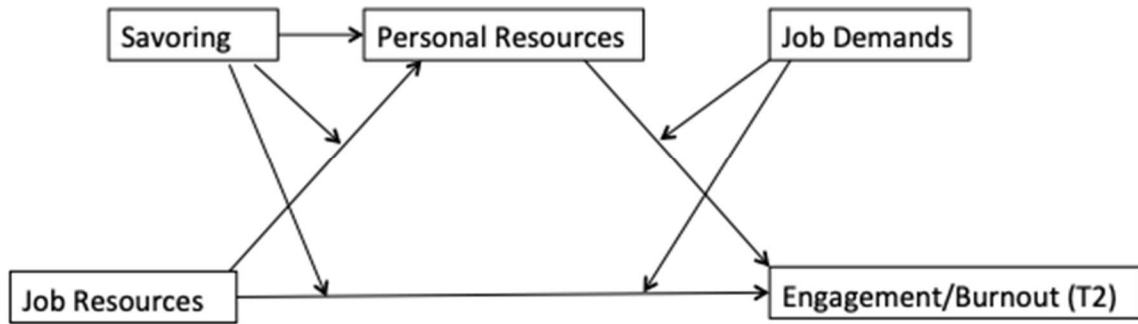 Savoring
Personal Resources
Job Demands
Job Resources
Engagement/Burnout (T2)